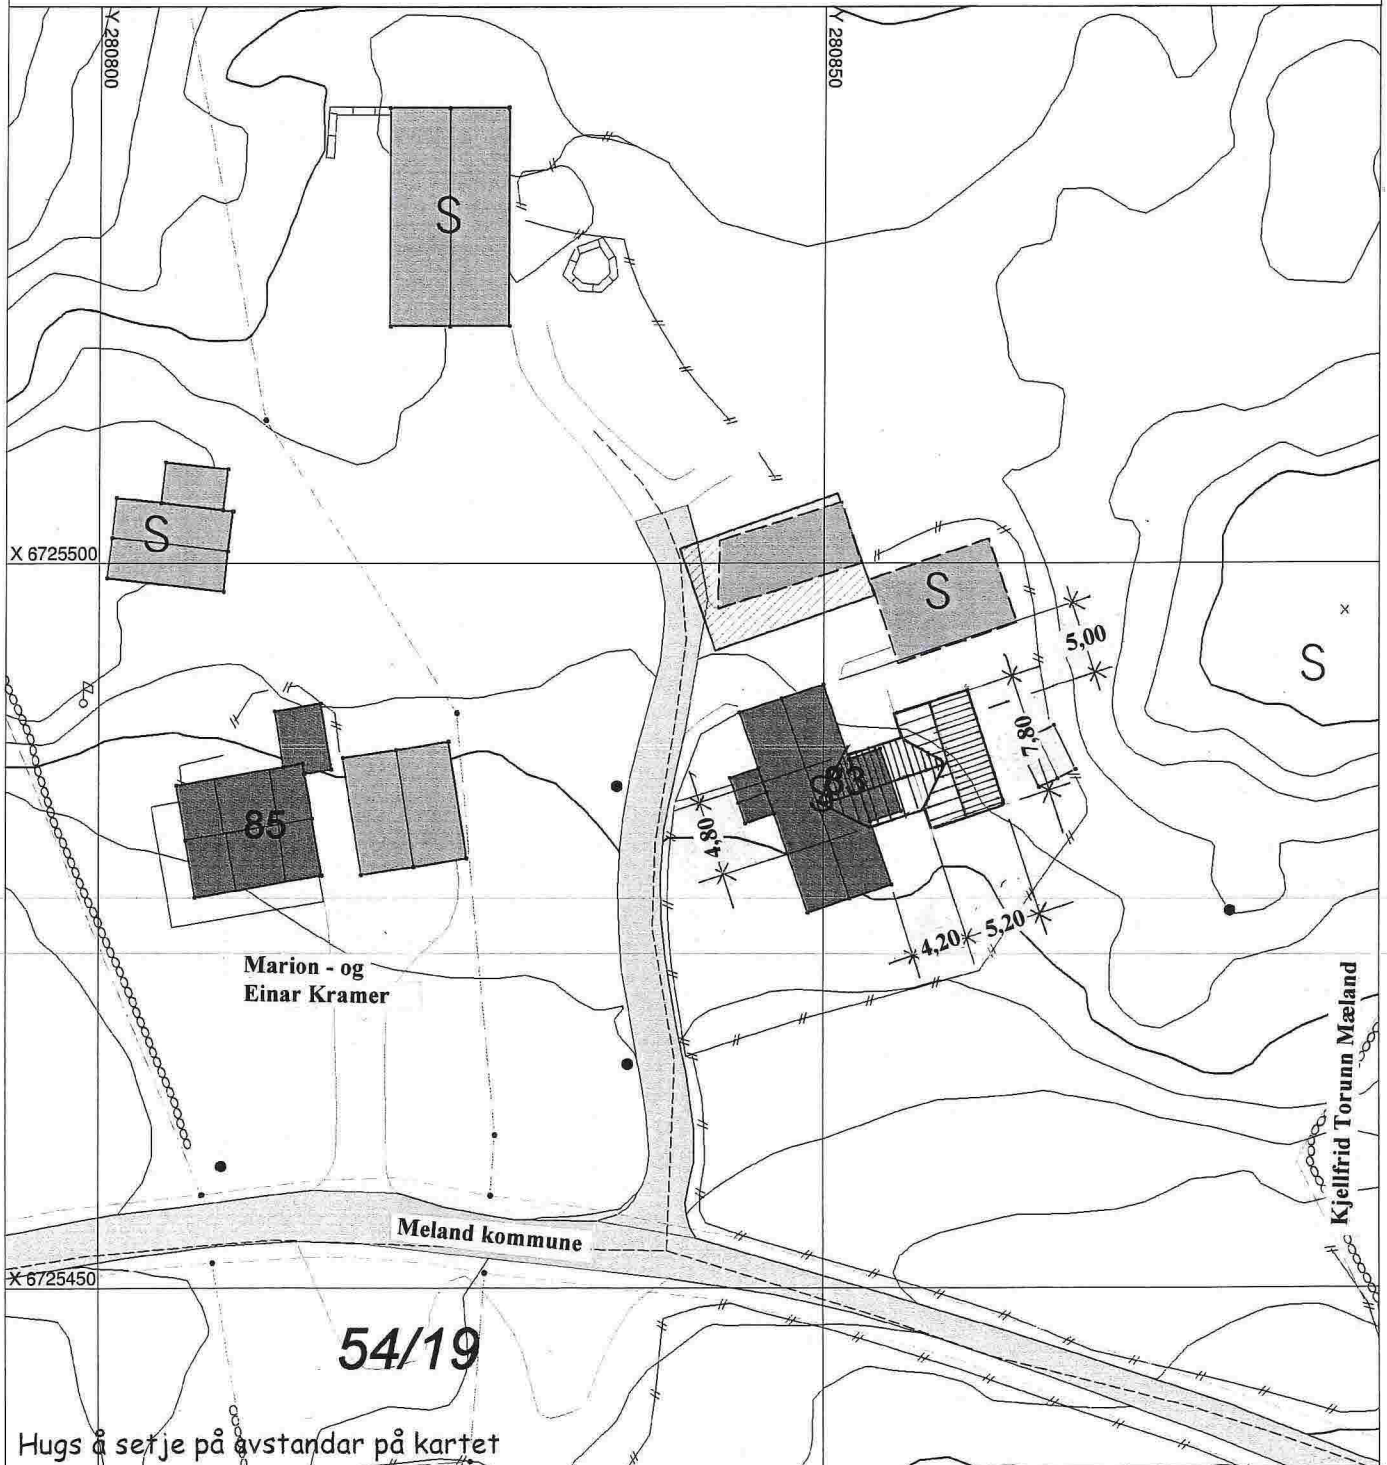 Y 280800
Y 280850
S
S
X 6725500
S
5,00
S
7,80
83
85
4,80
4,20
5,20
Marion - og
Einar Kramer
Kjellfrid Torunn Mæland
Meland kommune
X 6725450
54/19
Hugs å setje på avstandar på kartet